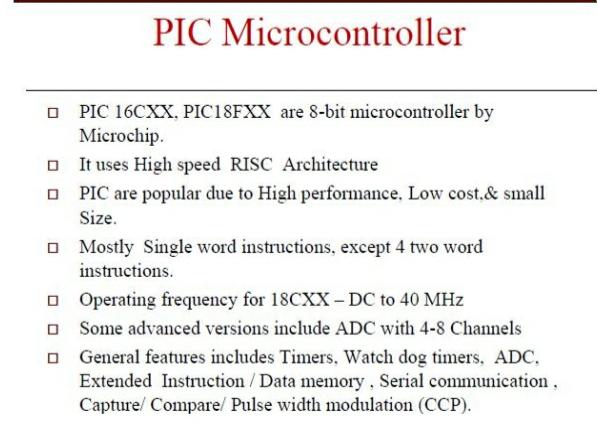 PIC Microcontroller
PIC 16CXX, PIC18FXX are 8-bit microcontroller by
Microchip.
It uses High speed RISC Architecture
PIC are popular due to High performance, Low cost,& small
Size.
Mostly Single word instructions, except 4 two word
instructions.
Operating frequency for 18CXX – DC to 40 MHz
Some advanced versions include ADC with 4-8 Channels
General features includes Timers, Watch dog timers, ADC,
Extended Instruction / Data memory , Serial communication ,
Capture/ Compare/ Pulse width modulation (CCP).